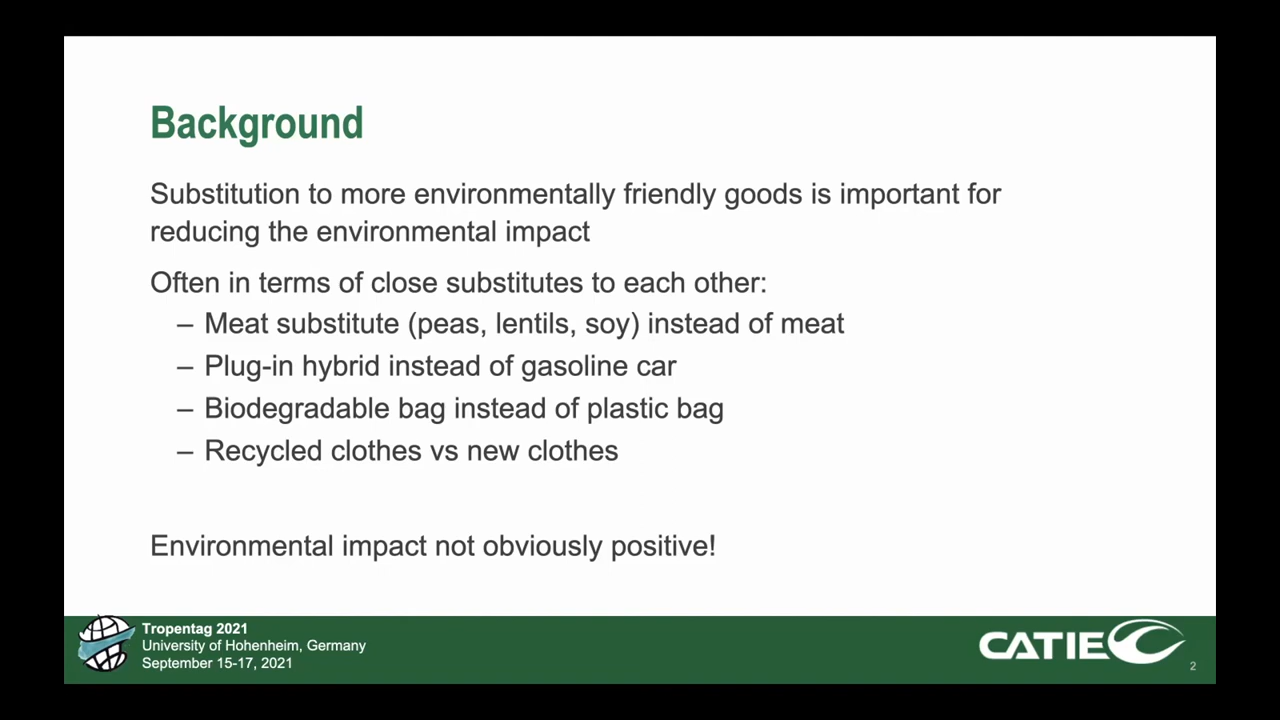 Background
Substitution to more environmentally friendly goods is important for
reducing the environmental impact
Often in terms of close substitutes to each other:
– Meat substitute (peas, lentils, soy) instead of meat
– Plug-in hybrid instead of gasoline car
– Biodegradable bag instead of plastic bag
– Recycled clothes vs new clothes
Environmental impact not obviously positive!
Tropentag 2021
University of Hohenheim, Germany
September 15-17, 2021
CATIE
2